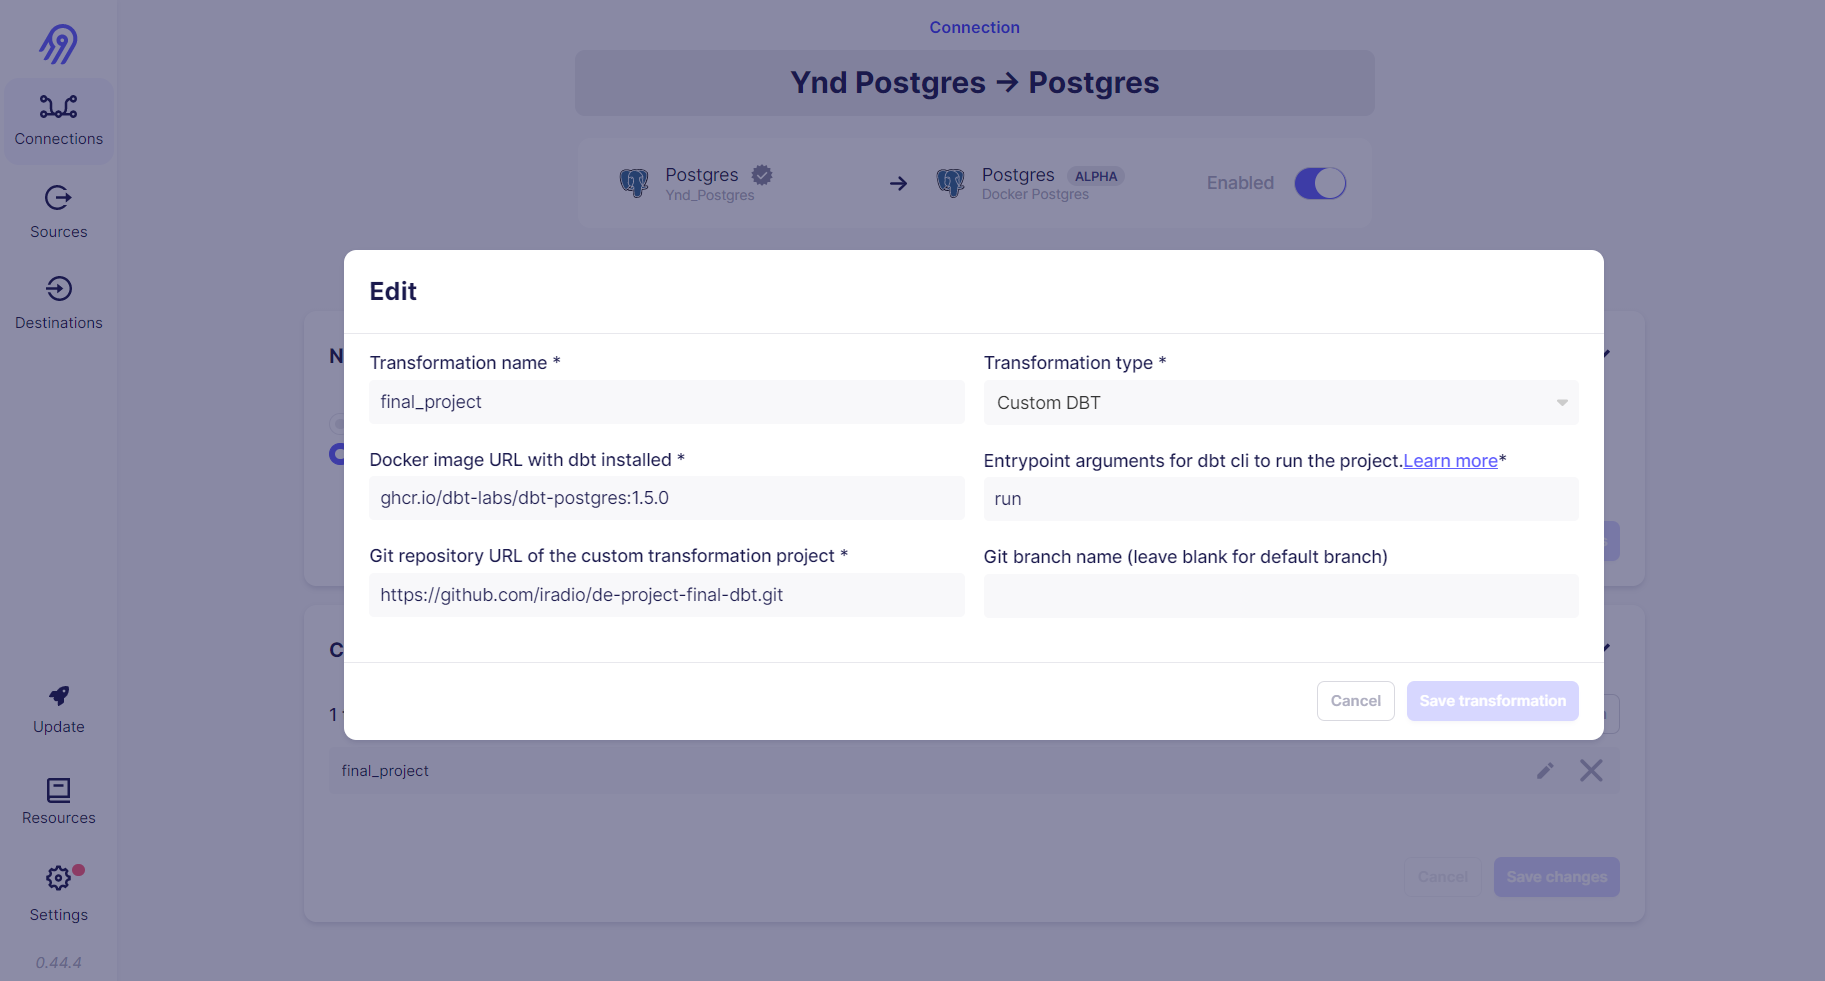 Connection
Ynd Postgres → Postgres
Connections
Postgres
Ynd_Postgres
Postgres ALPHA
Docker Postgres
Enabled
Sources
Destinations
Edit
Transformation name *
final_project
Transformation type *
Custom DBT
Docker image URL with dbt installed *
ghcr.io/dbt-labs/dbt-postgres:1.5.0
Entrypoint arguments for dbt cli to run the project.Learn more*
run
Git repository URL of the custom transformation project *
https://github.com/iradio/de-project-final-dbt.git
Git branch name (leave blank for default branch)
Cancel
Save transformation
N
C
1
final_project
Cancel
Save changes
Update
Resources
Settings
0.44.4